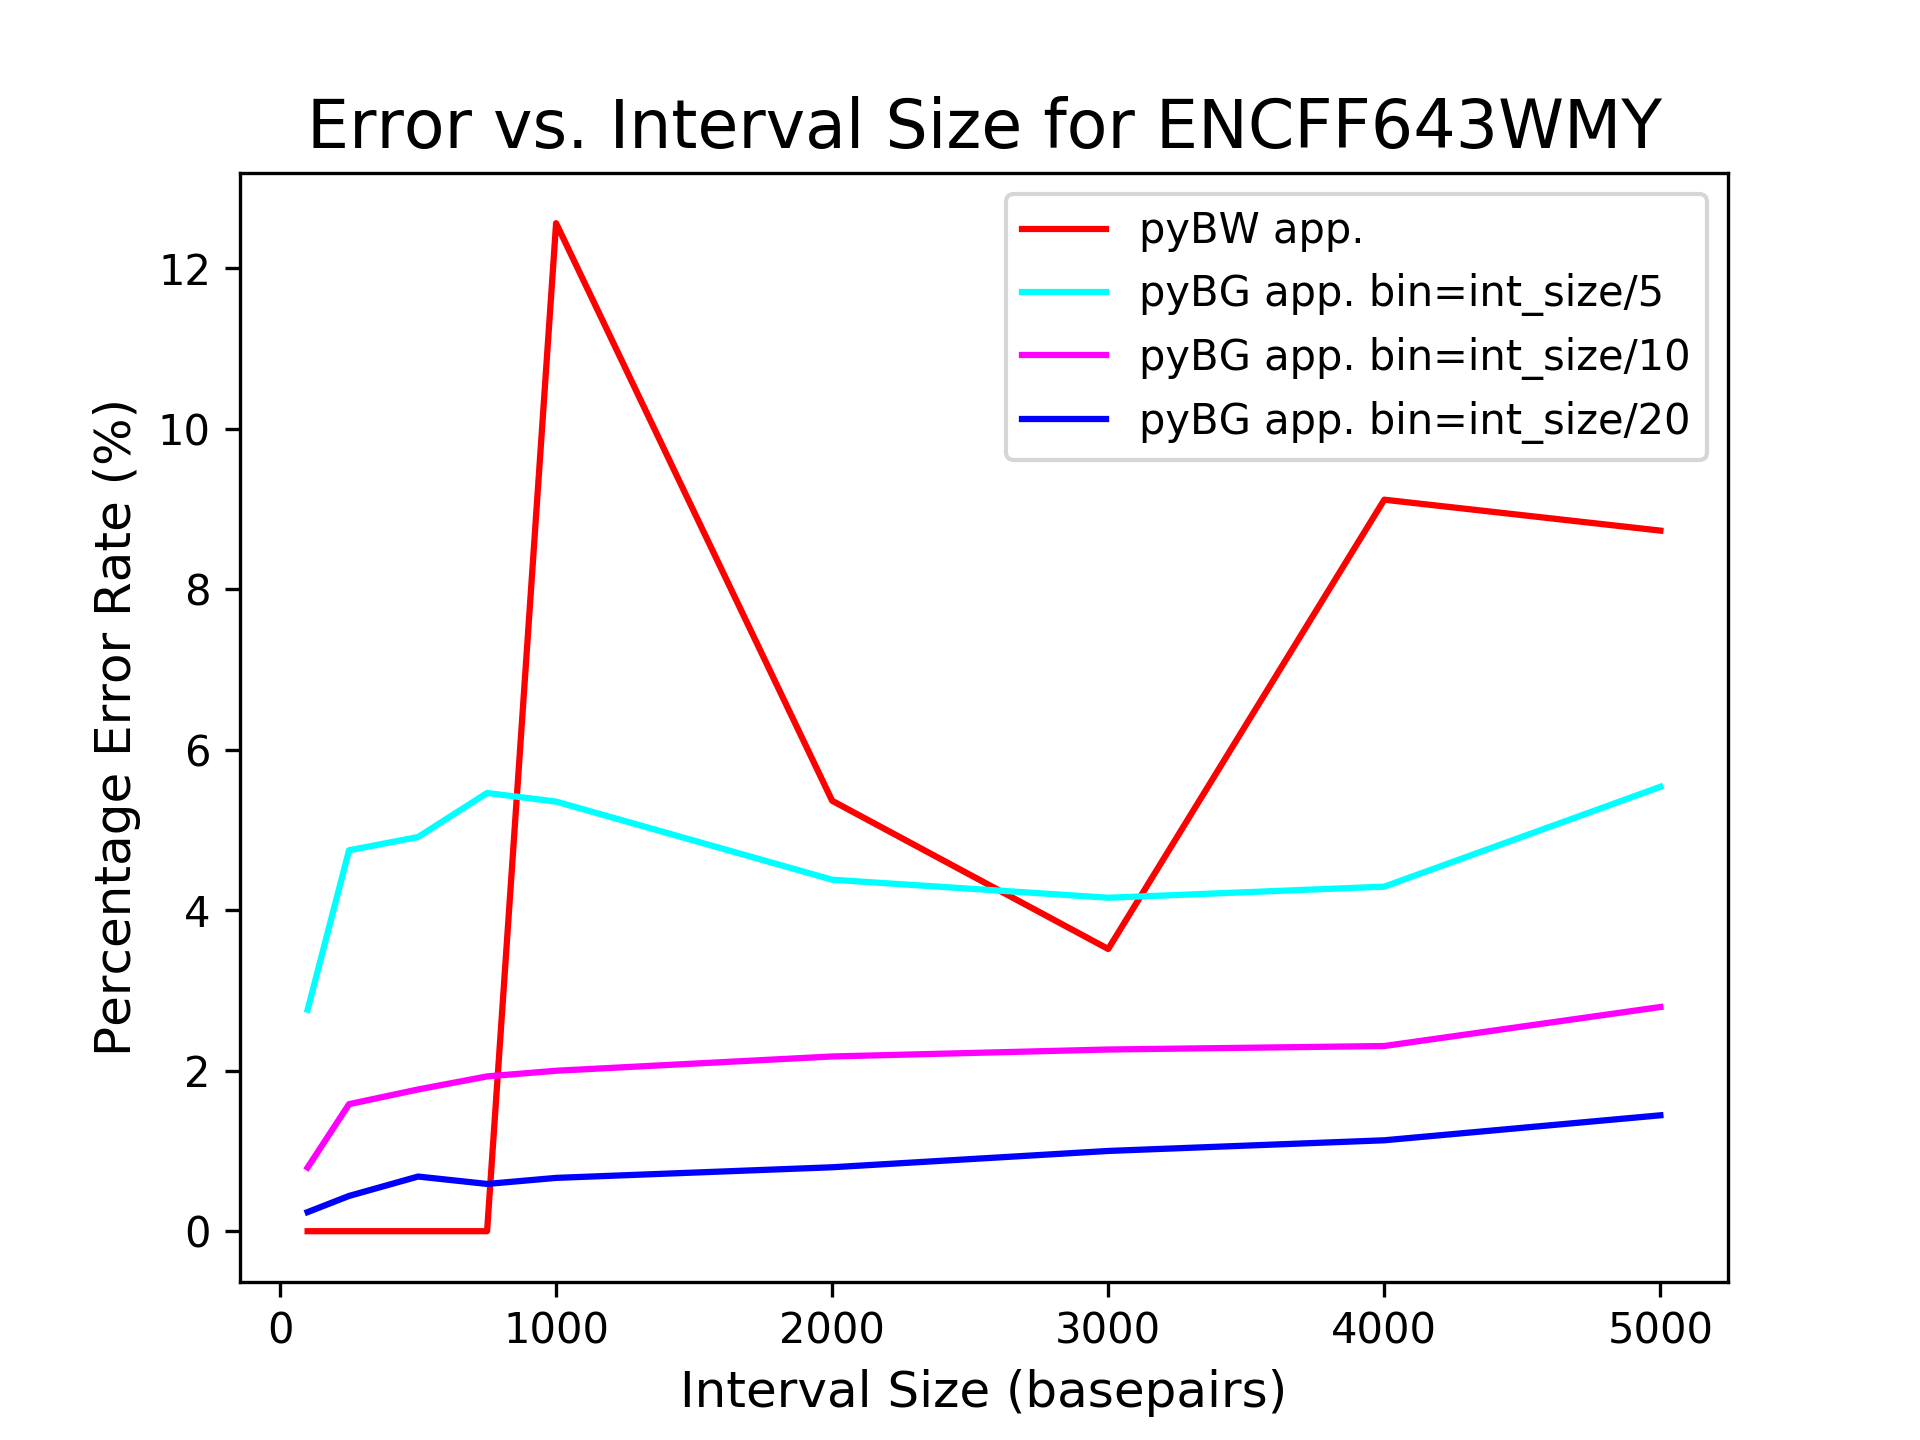 Error vs. Interval Size for ENCFF643WMY
pyBW app.
pyBG app. bin=int_size/5
pyBG app. bin=int_size/10
pyBG app. bin=int_size/20
Percentage Error Rate (%)
12
10
8
6
4
2
0
0 1000 2000 3000 4000 5000
Interval Size (basepairs)